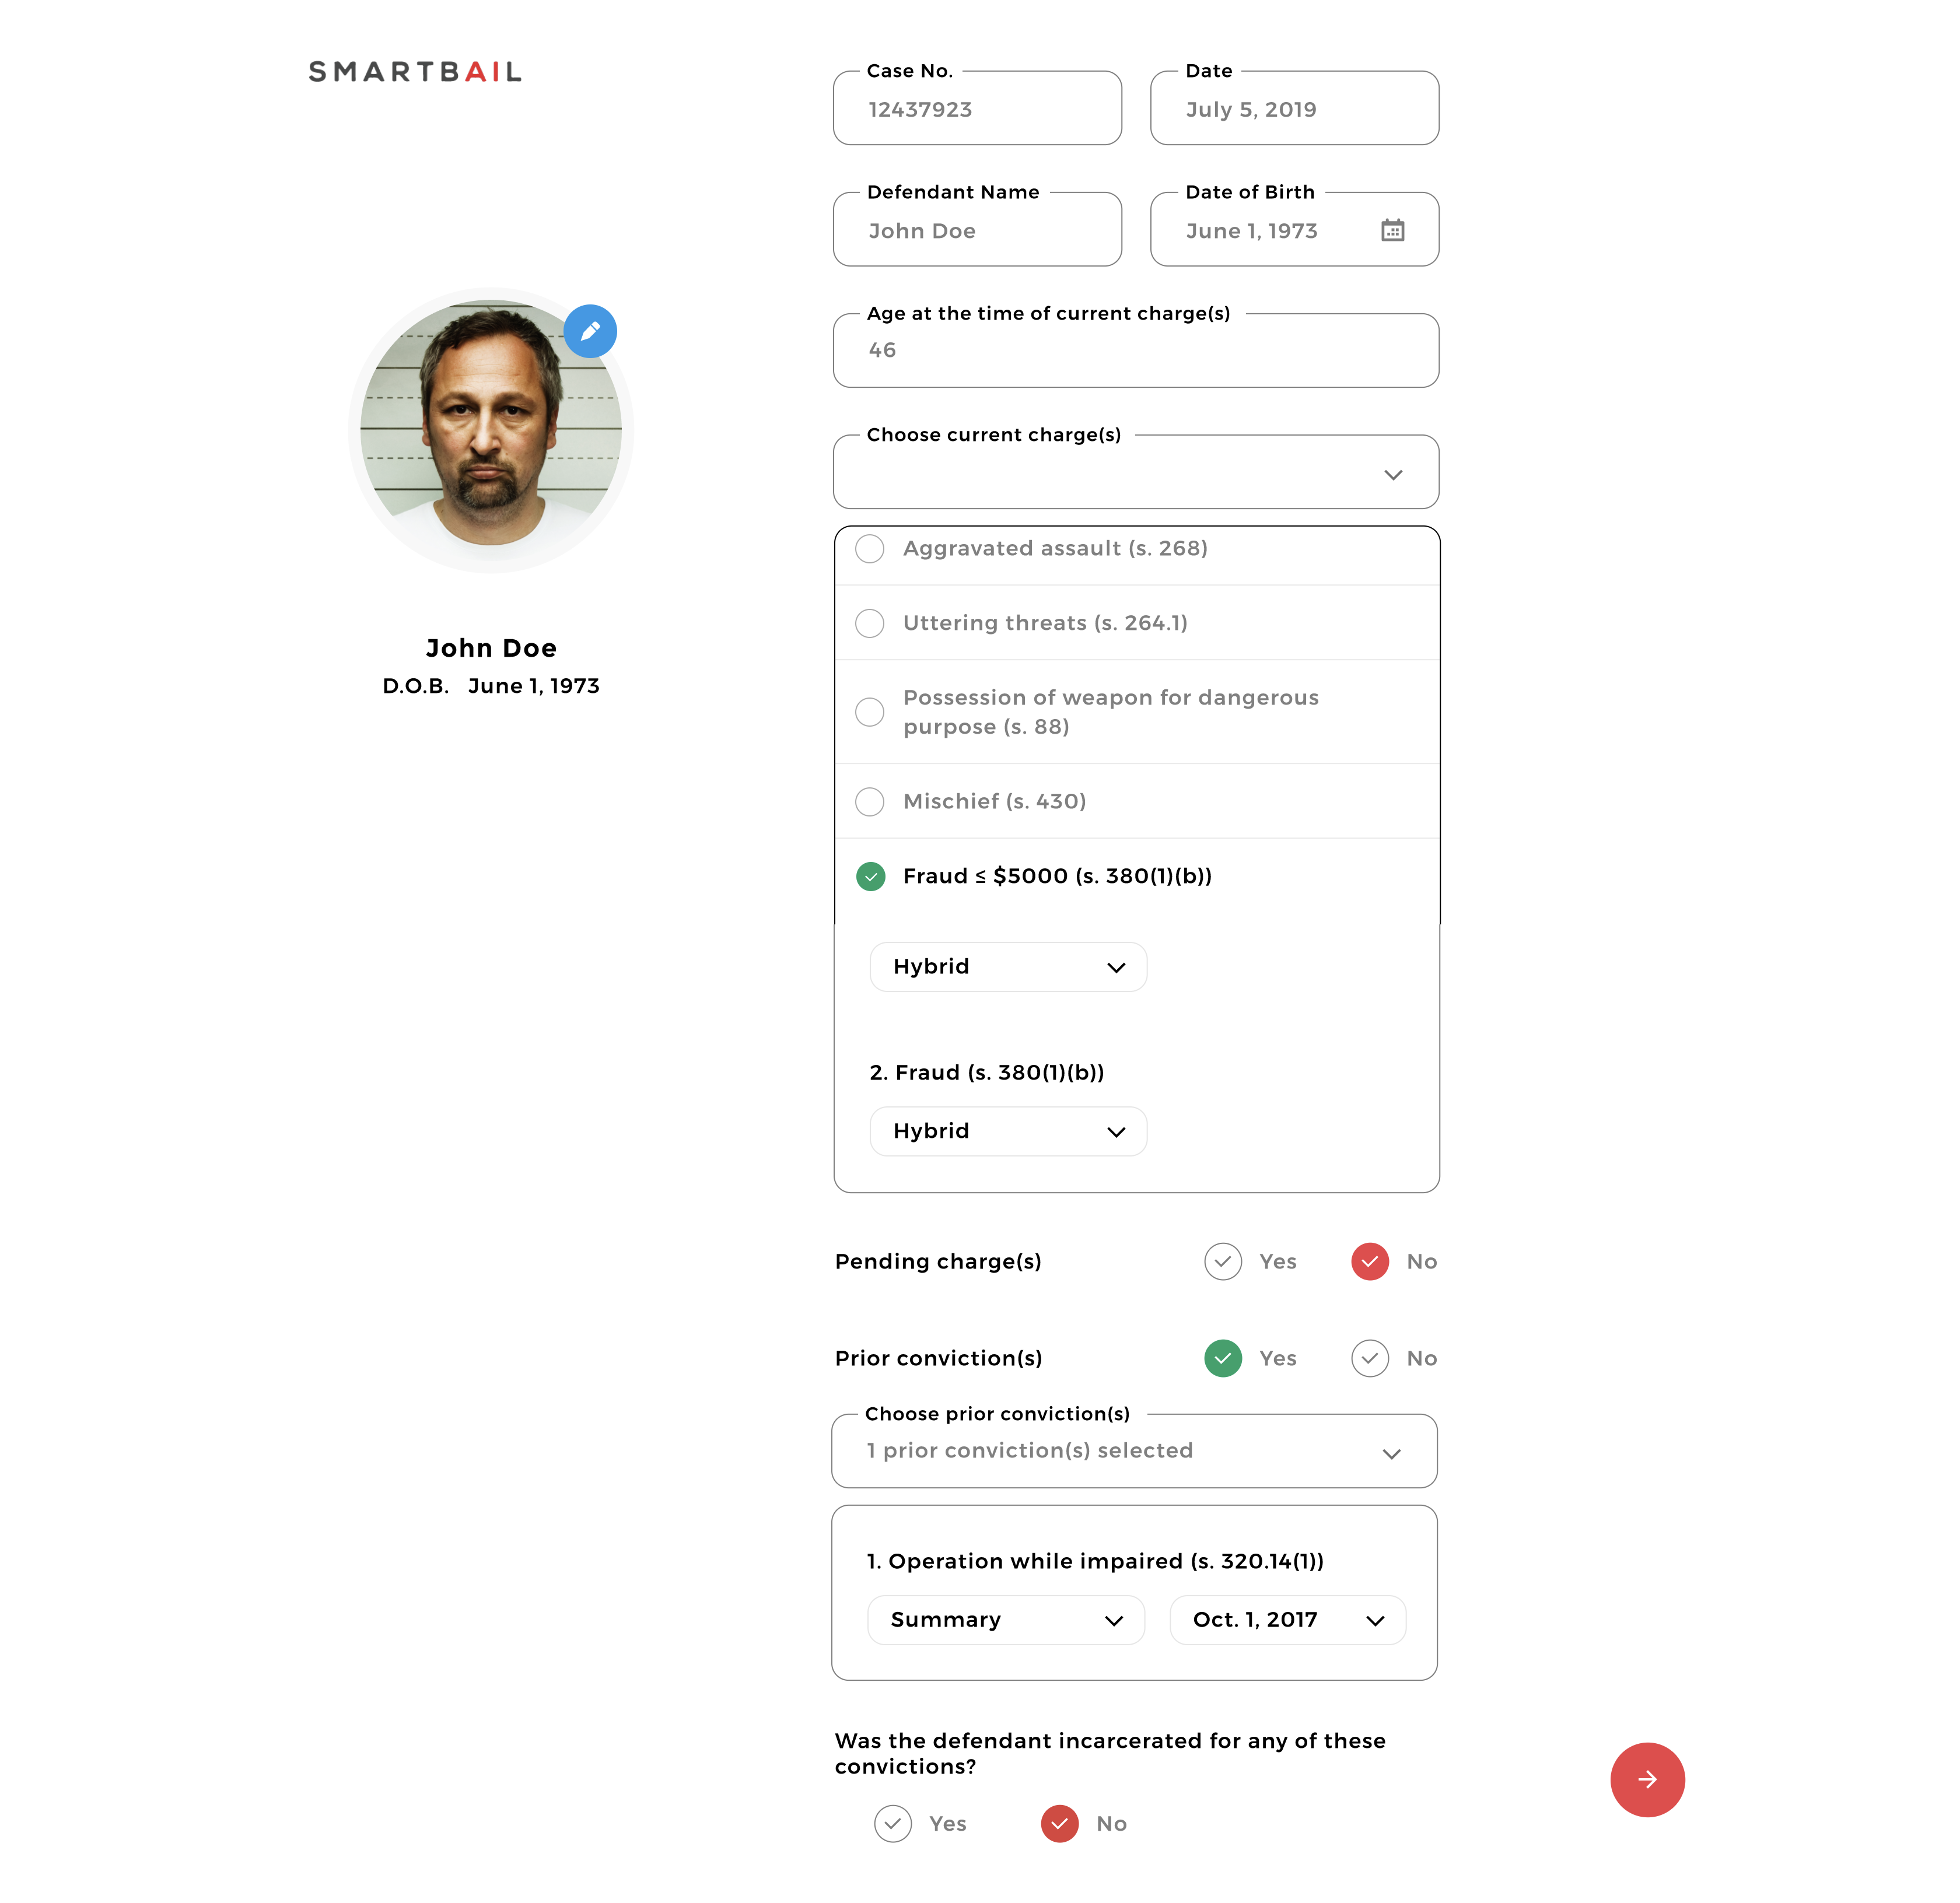 SMARTBAIL
Case No.
12437923
Date
July 5, 2019
Defendant Name
John Doe
Date of Birth
June 1, 1973
Age at the time of current charge(s)
46
John Doe
D.O.B. June 1, 1973
Choose current charge(s)
Aggravated assault (s. 268)
Uttering threats (s. 264.1)
Possession of weapon for dangerous
purpose (s. 88)
Mischief (s. 430)
Fraud ≤ $5000 (s. 380(1)(b))
Hybrid
2. Fraud (s. 380(1)(b))
Hybrid
Pending charge(s)
Yes
No
Prior conviction(s)
Yes
No
Choose prior conviction(s)
1 prior conviction(s) selected
1. Operation while impaired (s. 320.14(1))
Summary
Oct. 1, 2017
Was the defendant incarcerated for any of these
convictions?
Yes
No